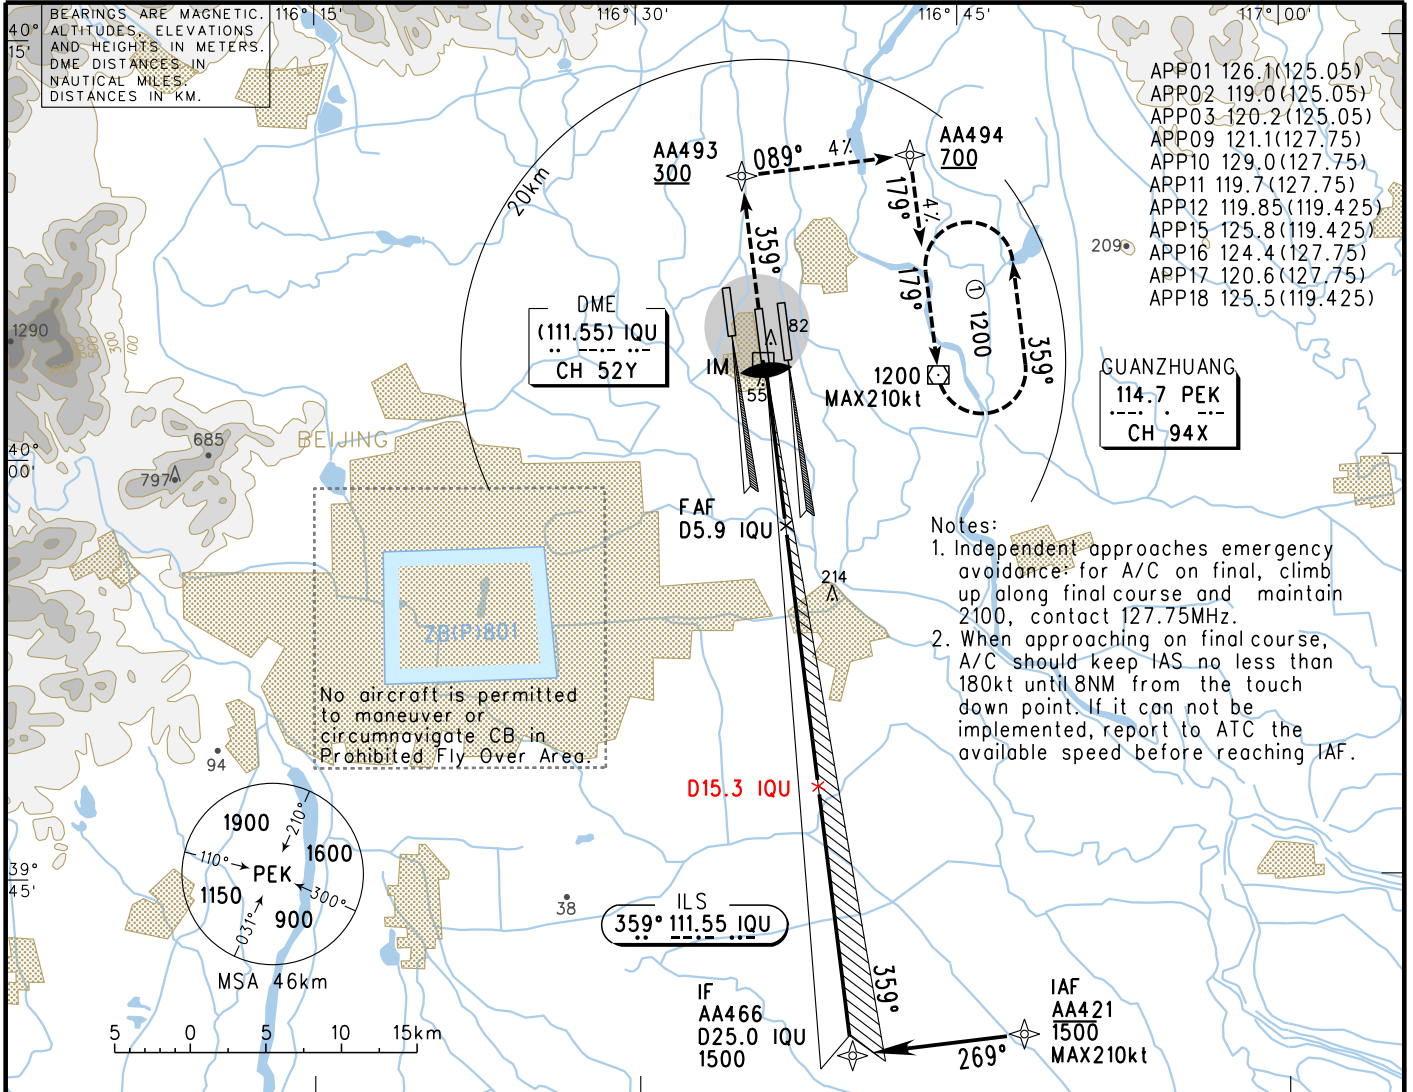 BEARINGS ARE MAGNETIC.
ALTITUDES, ELEVATIONS
AND HEIGHTS IN METERS.
DME DISTANCES IN
NAUTICAL MILES.
DISTANCES IN KM.
116°15'
116°30'
116°45'
117°00'
40°
15'
APP01 126.1(125.05)
APP02 119.0(125.05)
APP03 120.2(125.05)
APP09 121.1(127.75)
APP10 129.0(127.75)
APP11 119.7(127.75)
APP12 119.85(119.425)
APP15 125.8(119.425)
APP16 124.4(127.75)
APP17 120.6(127.75)
APP18 125.5(119.425)
AA493
300
089°
4%
AA494
700
20km
179°
4%
359°
179°
① 1200
359°
209
1290
500
300
100
DME
(111.55) IQU
CH 52Y
82
IM
55
1200
MAX210kt
GUANZHUANG
114.7 PEK
CH 94X
40°
00'
685
797
BEIJING
FAF
D5.9 IQU
214
ZB(P)801
No aircraft is permitted
to maneuver or
circumnavigate CB in
Prohibited Fly Over Area.
Notes:
1. Independent approaches emergency
avoidance: for A/C on final, climb
up along final course and maintain
2100, contact 127.75MHz.
2. When approaching on final course,
A/C should keep IAS no less than
180kt until 8NM from the touch
down point. If it can not be
implemented, report to ATC the
available speed before reaching IAF.
94
D15.3 IQU
1900
210°
110°
1600
PEK
1150
300°
900
031°
MSA 46km
39°
45'
38
ILS
359° 111.55 IQU
359°
IF
AA466
D25.0 IQU
1500
IAF
AA421
1500
MAX210kt
269°
5 0 5 10 15km